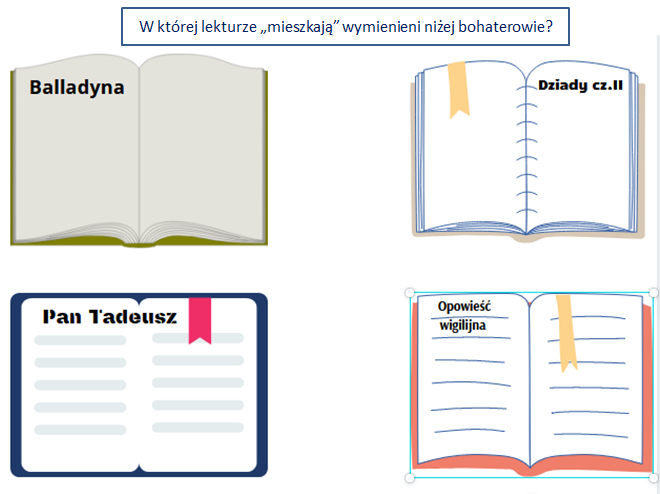 W której lekturze „mieszkają” wymienieni niżej bohaterowie?
Balladyna
Dziady cz.II
Pan Tadeusz
Opowieść
wigilijna